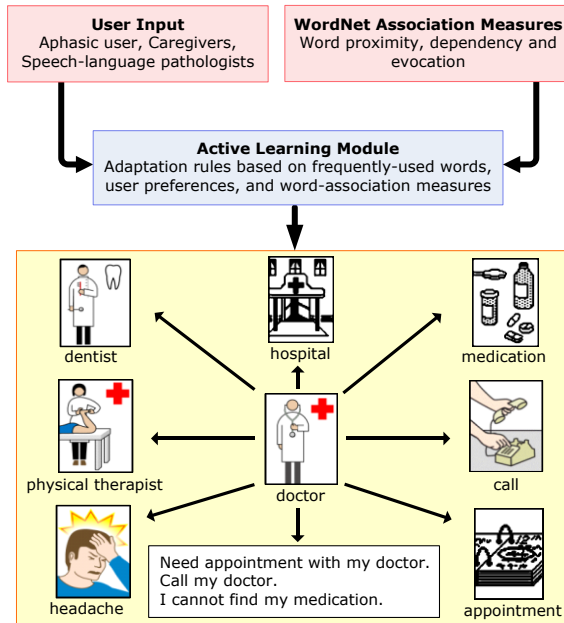 User Input
Aphasic user, Caregivers,
Speech-language pathologists
WordNet Association Measures
Word proximity, dependency and
evocation
Active Learning Module
Adaptation rules based on frequently-used words,
user preferences, and word-association measures
dentist
hospital
medication
physical therapist
doctor
call
headache
Need appointment with my doctor.
Call my doctor.
I cannot find my medication.
appointment